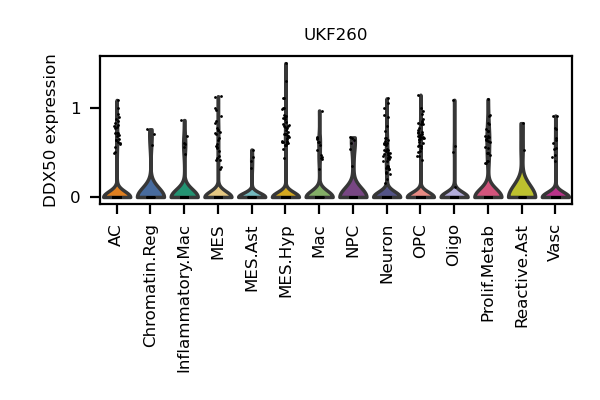 UKF260
DDX50 expression
1
0
AC
Chromatin.Reg
Inflammatory.Mac
MES
MES.Ast
MES.Hyp
Mac
NPC
Neuron
OPC
Oligo
Prolif.Metab
Reactive.Ast
Vasc